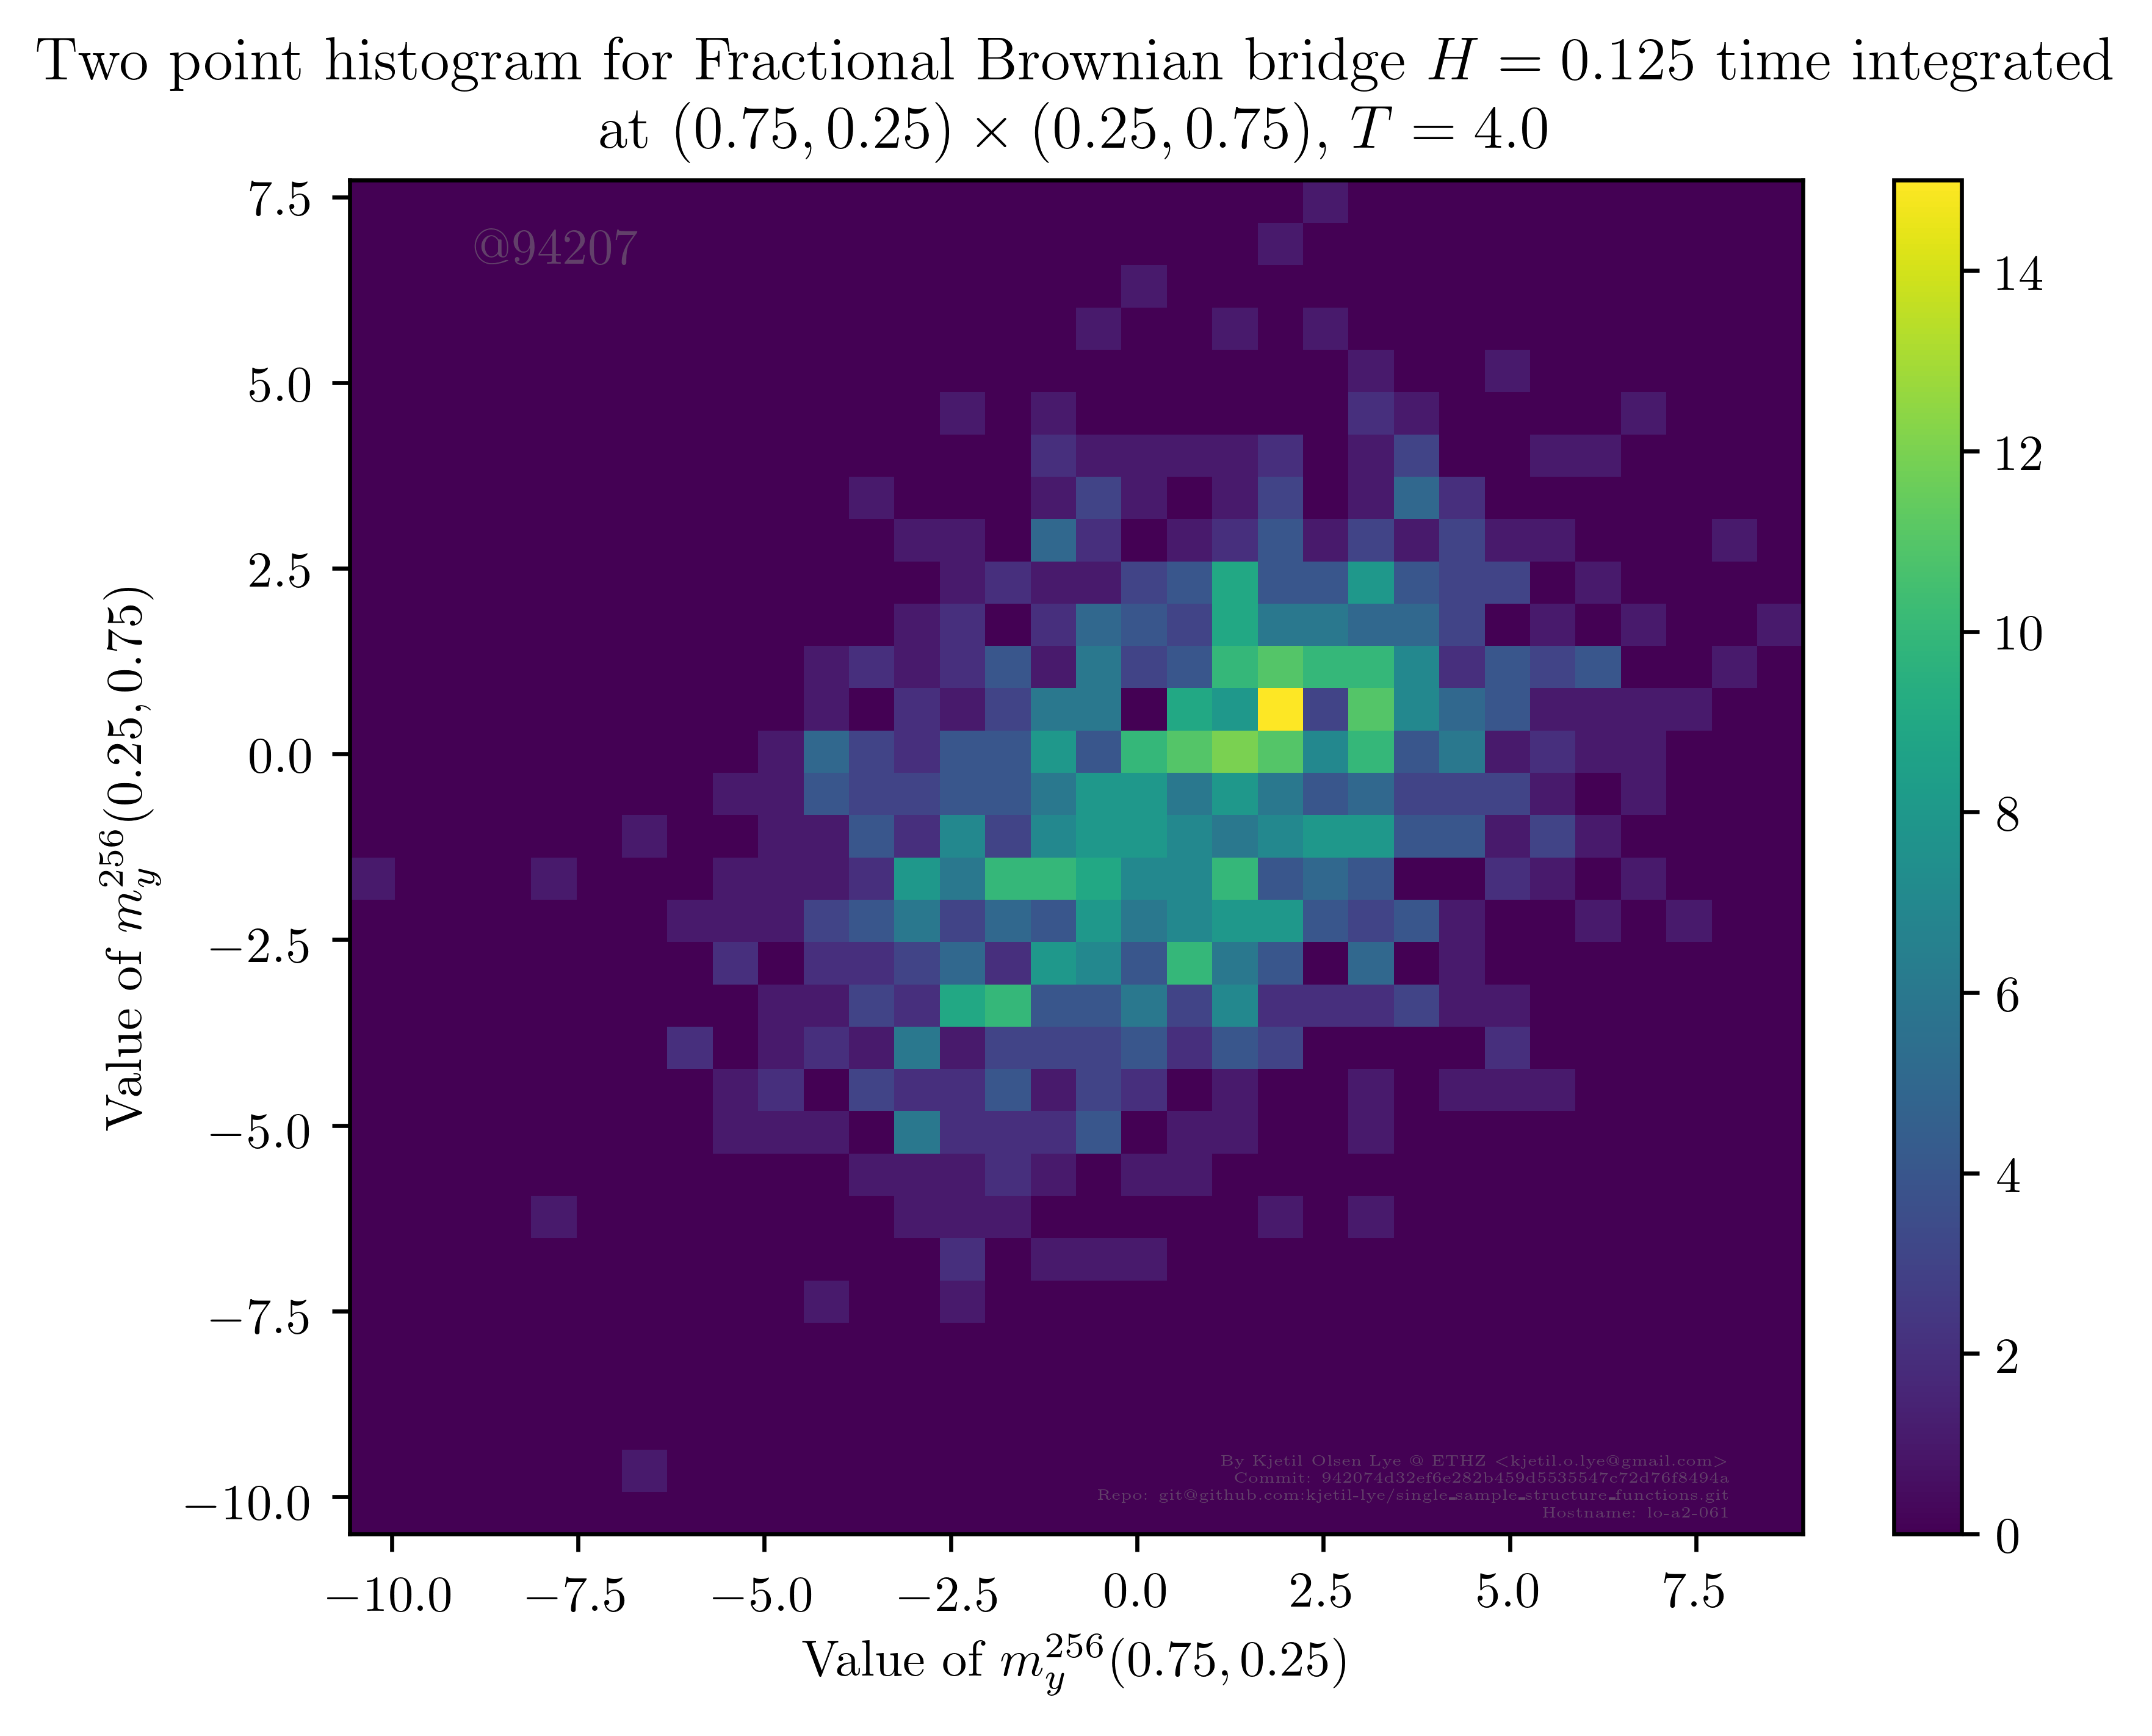 Two point histogram for Fractional Brownian bridge H = 0.125 time integrated
at (0.75, 0.25) × (0.25, 0.75), T = 4.0
@94207
7.5
5.0
2.5
0.0
−2.5
−5.0
−7.5
−10.0
Value of m_y^256(0.25, 0.75)
14
12
10
8
6
4
2
0
By Kjetil Olsen Lye @ ETHZ <kjetil.o.lye@gmail.com>
Commit: 942074d32ef6e282b459d5535547c72d76f8494a
Repo: git@github.com:kjetil-lye/single_sample_structure_functions.git
Hostname: lo-a2-061
−10.0 −7.5 −5.0 −2.5 0.0 2.5 5.0 7.5
Value of m_y^256(0.75, 0.25)